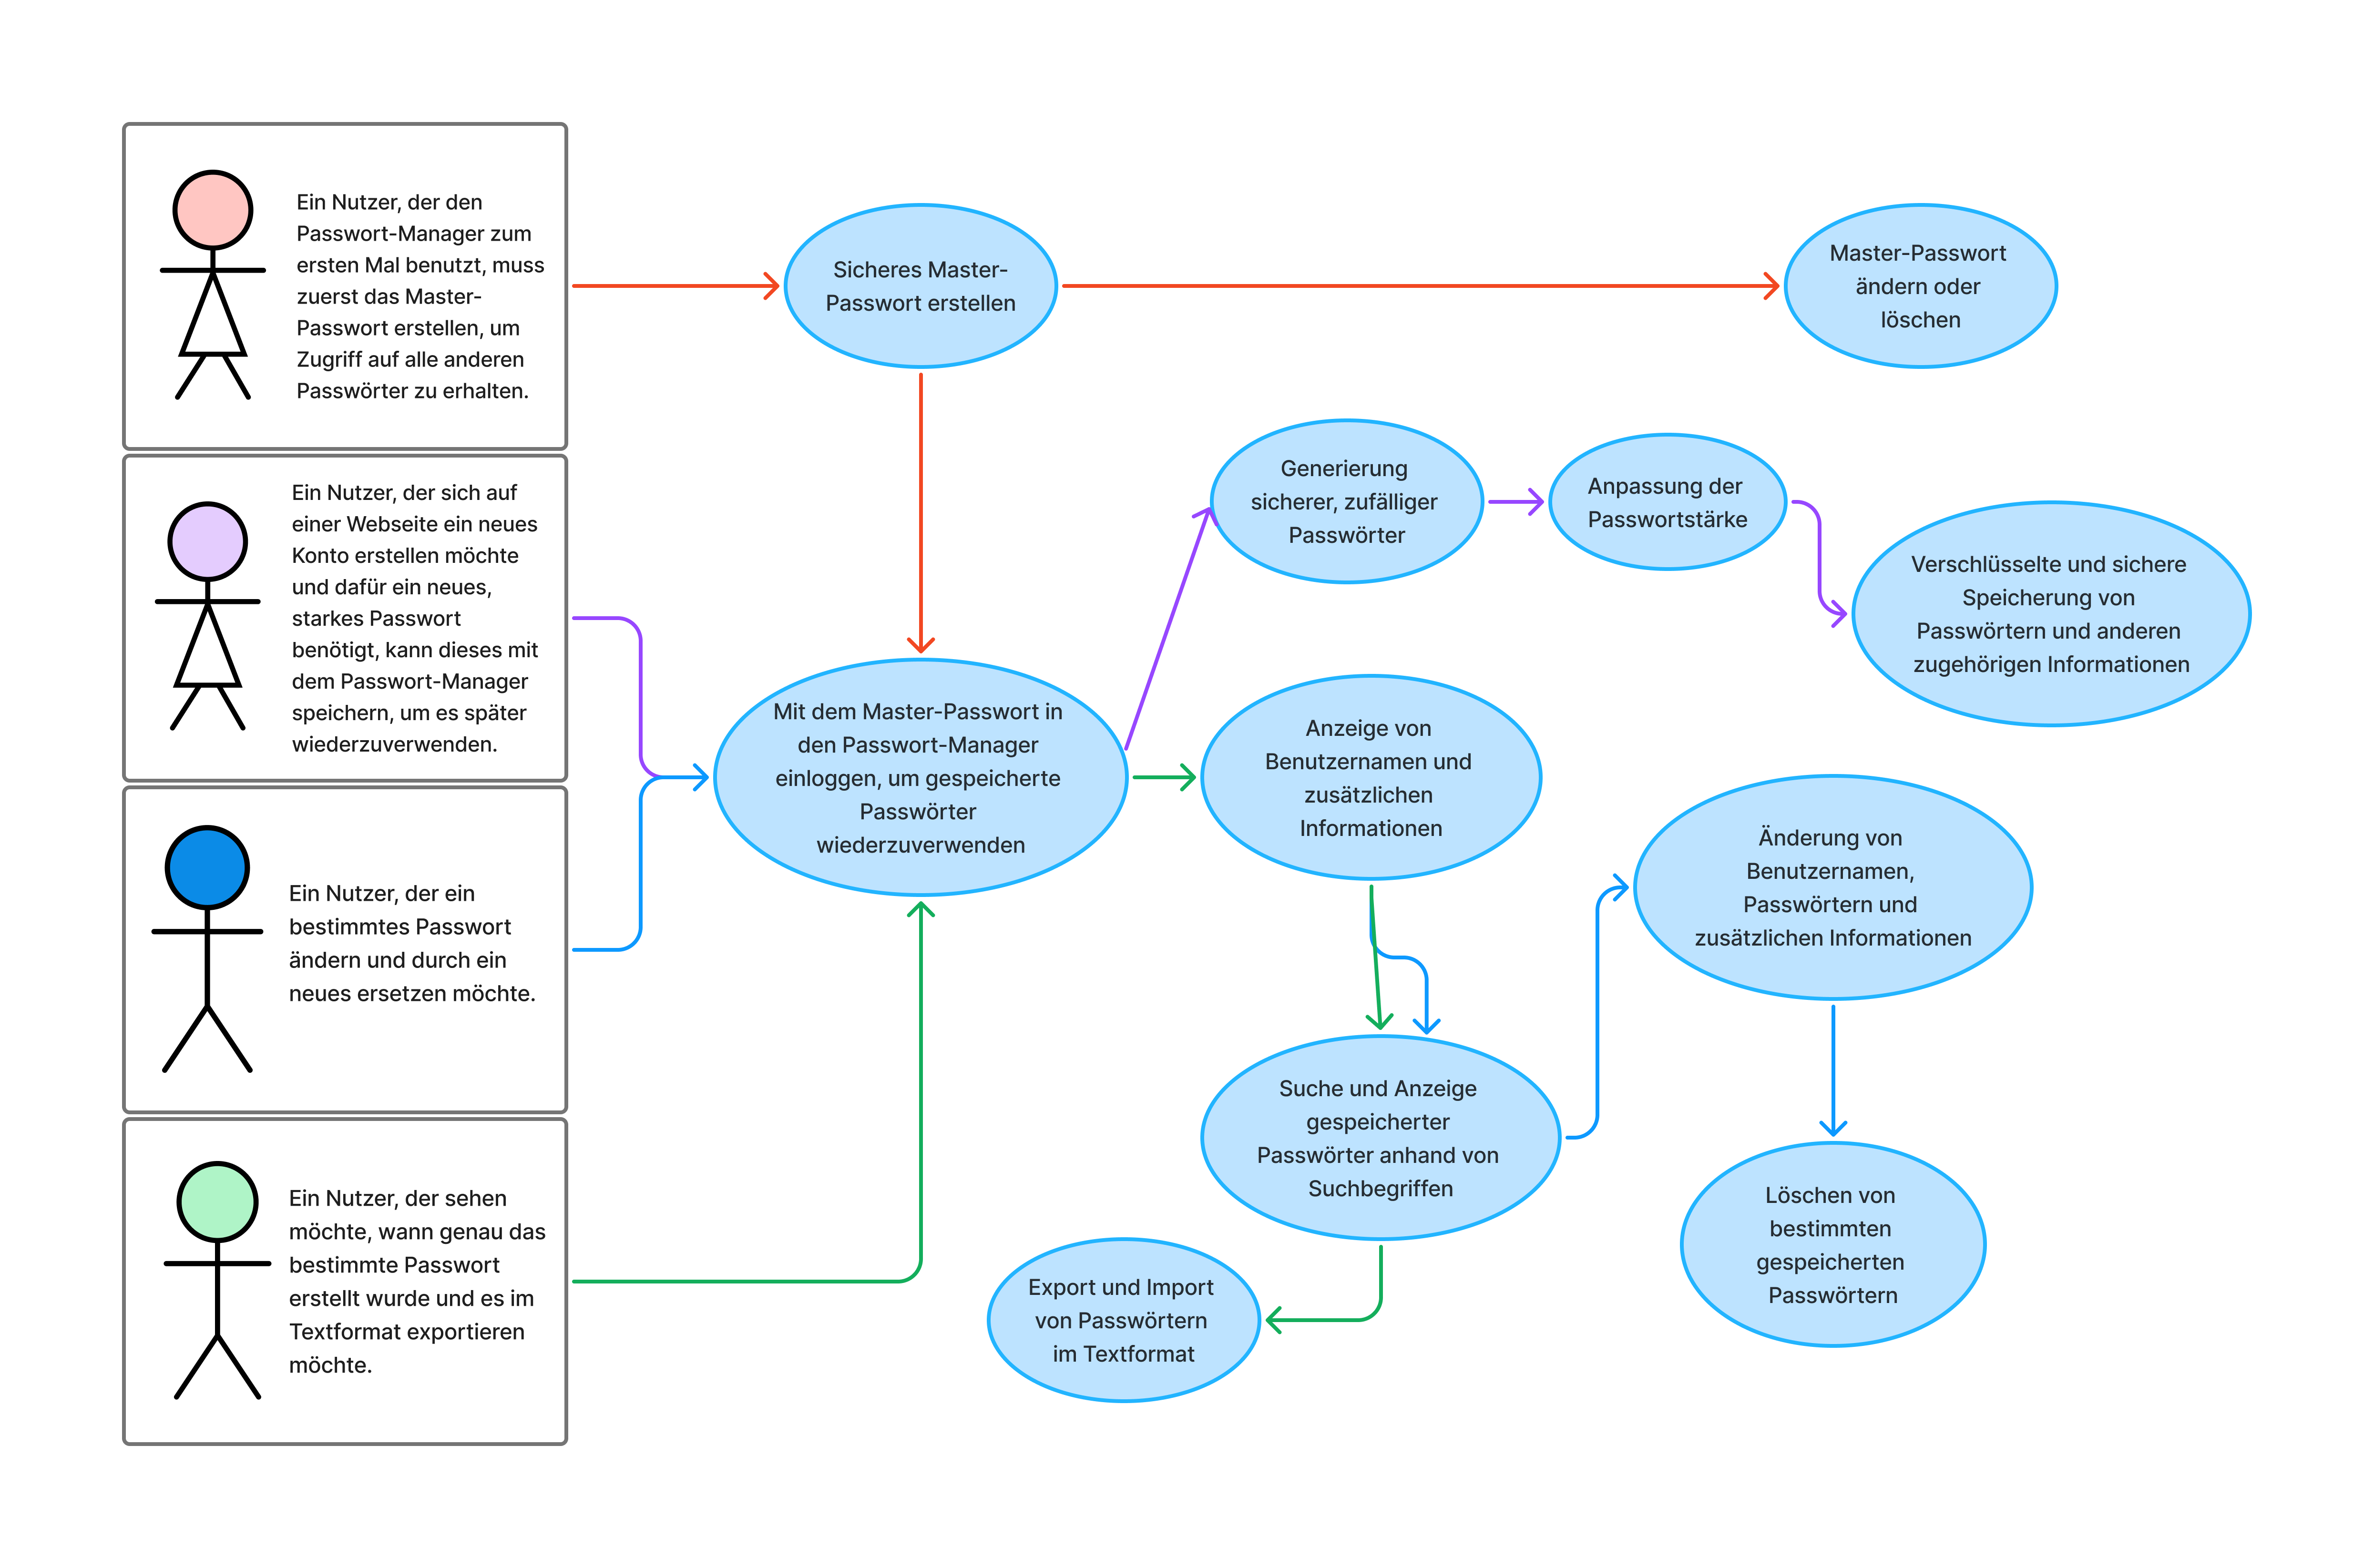 Ein Nutzer, der den
Passwort-Manager zum
ersten Mal benutzt, muss
zuerst das Master-
Passwort erstellen, um
Zugriff auf alle anderen
Passwörter zu erhalten.
Sicheres Master-
Passwort erstellen
Master-Passwort
ändern oder
löschen
Ein Nutzer, der sich auf
einer Webseite ein neues
Konto erstellen möchte
und dafür ein neues,
starkes Passwort
benötigt, kann dieses mit
dem Passwort-Manager
speichern, um es später
wiederzuverwenden.
Generierung
sicherer, zufälliger
Passwörter
Anpassung der
Passwortstärke
Verschlüsselte und sichere
Speicherung von
Passwörtern und anderen
zugehörigen Informationen
Mit dem Master-Passwort in
den Passwort-Manager
einloggen, um gespeicherte
Passwörter
wiederzuverwenden
Anzeige von
Benutzernamen und
zusätzlichen
Informationen
Ein Nutzer, der ein
bestimmtes Passwort
ändern und durch ein
neues ersetzen möchte.
Änderung von
Benutzernamen,
Passwörtern und
zusätzlichen Informationen
Suche und Anzeige
gespeicherter
Passwörter anhand von
Suchbegriffen
Löschen von
bestimmten
gespeicherten
Passwörtern
Ein Nutzer, der sehen
möchte, wann genau das
bestimmte Passwort
erstellt wurde und es im
Textformat exportieren
möchte.
Export und Import
von Passwörtern
im Textformat